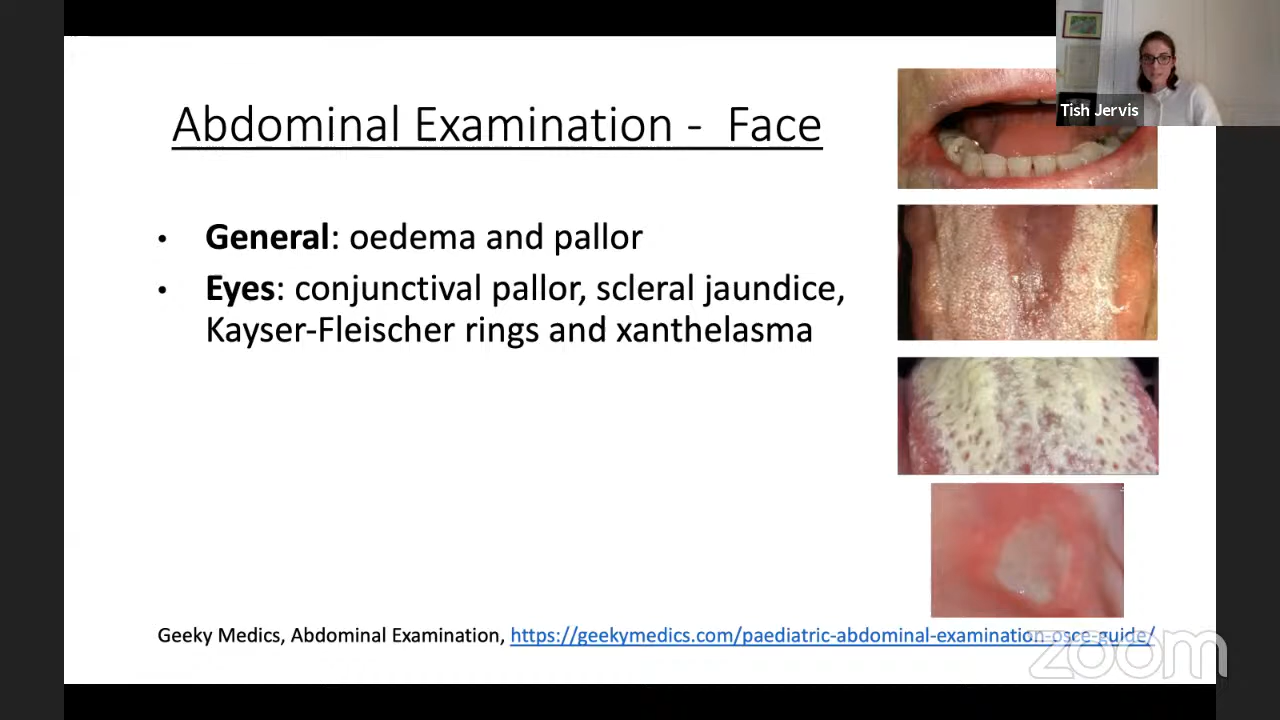 Tish Jervis
Abdominal Examination - Face
• General: oedema and pallor
• Eyes: conjunctival pallor, scleral jaundice,
Kayser-Fleischer rings and xanthelasma
Geeky Medics, Abdominal Examination, https://geekymedics.com/paediatric-abdominal-examination-osce-guide/
zoom